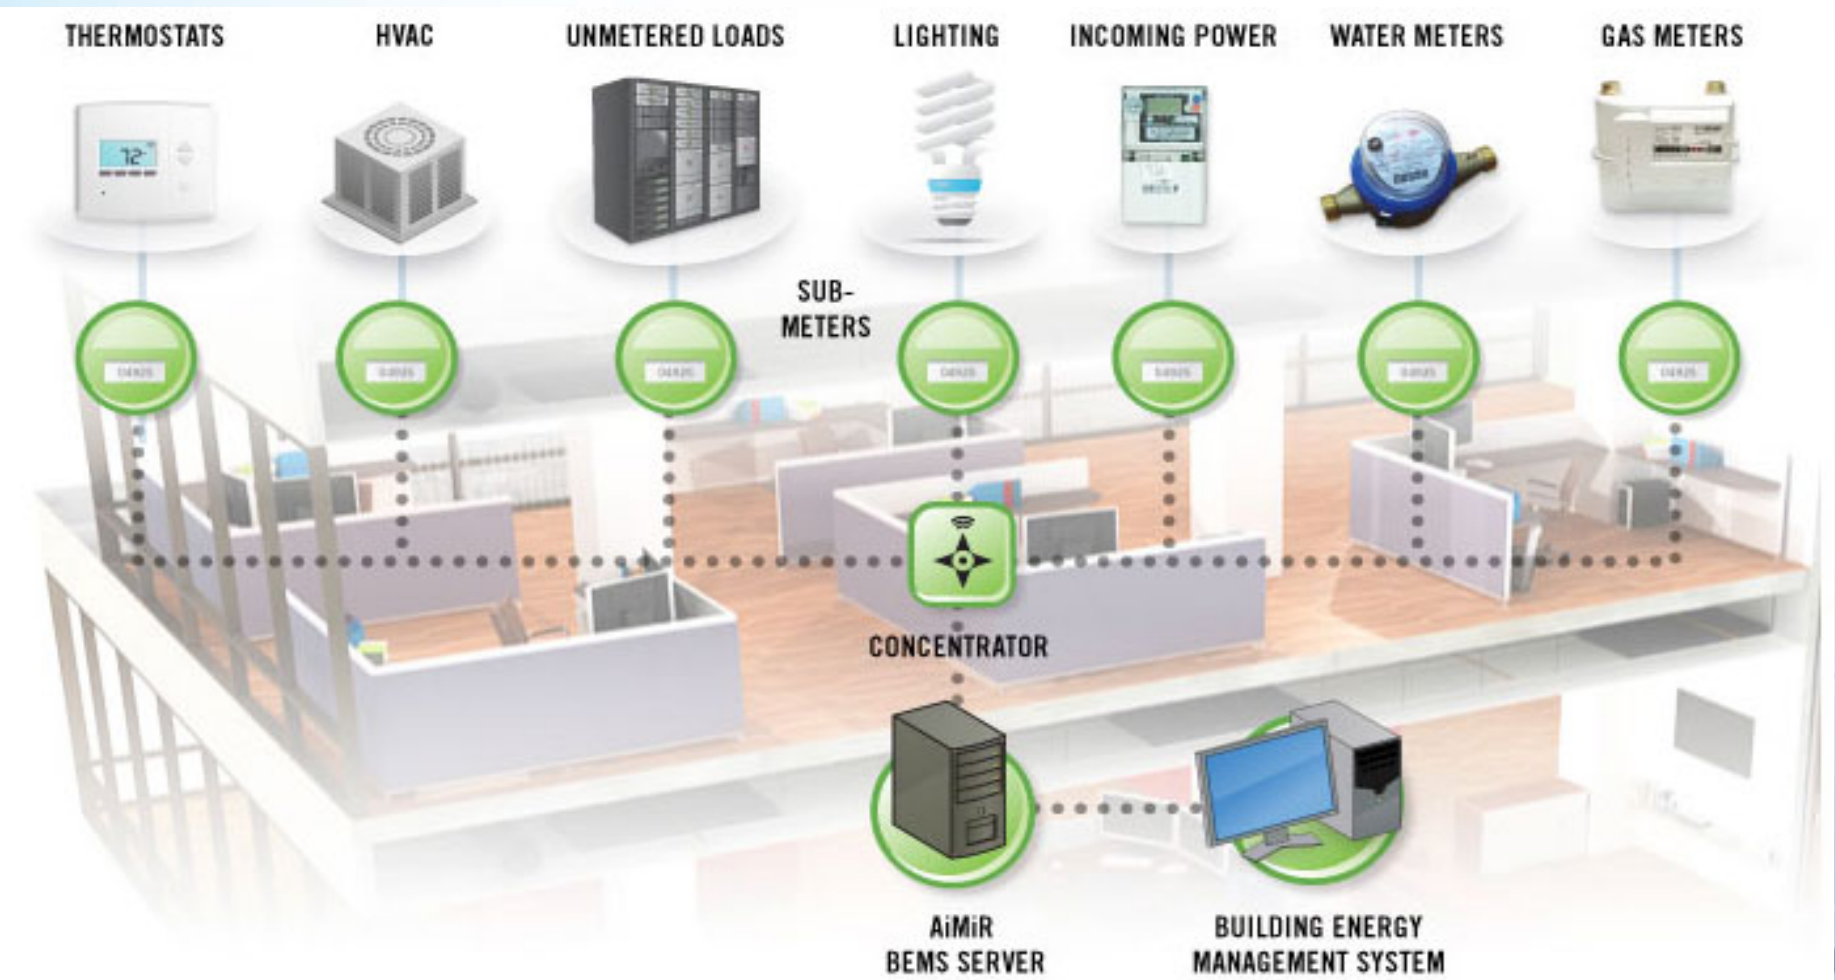 THERMOSTATS
HVAC
UNMETERED LOADS
LIGHTING
INCOMING POWER
WATER METERS
GAS METERS
72
SUB-
METERS
CONCENTRATOR
AiMiR
BEMS SERVER
BUILDING ENERGY
MANAGEMENT SYSTEM